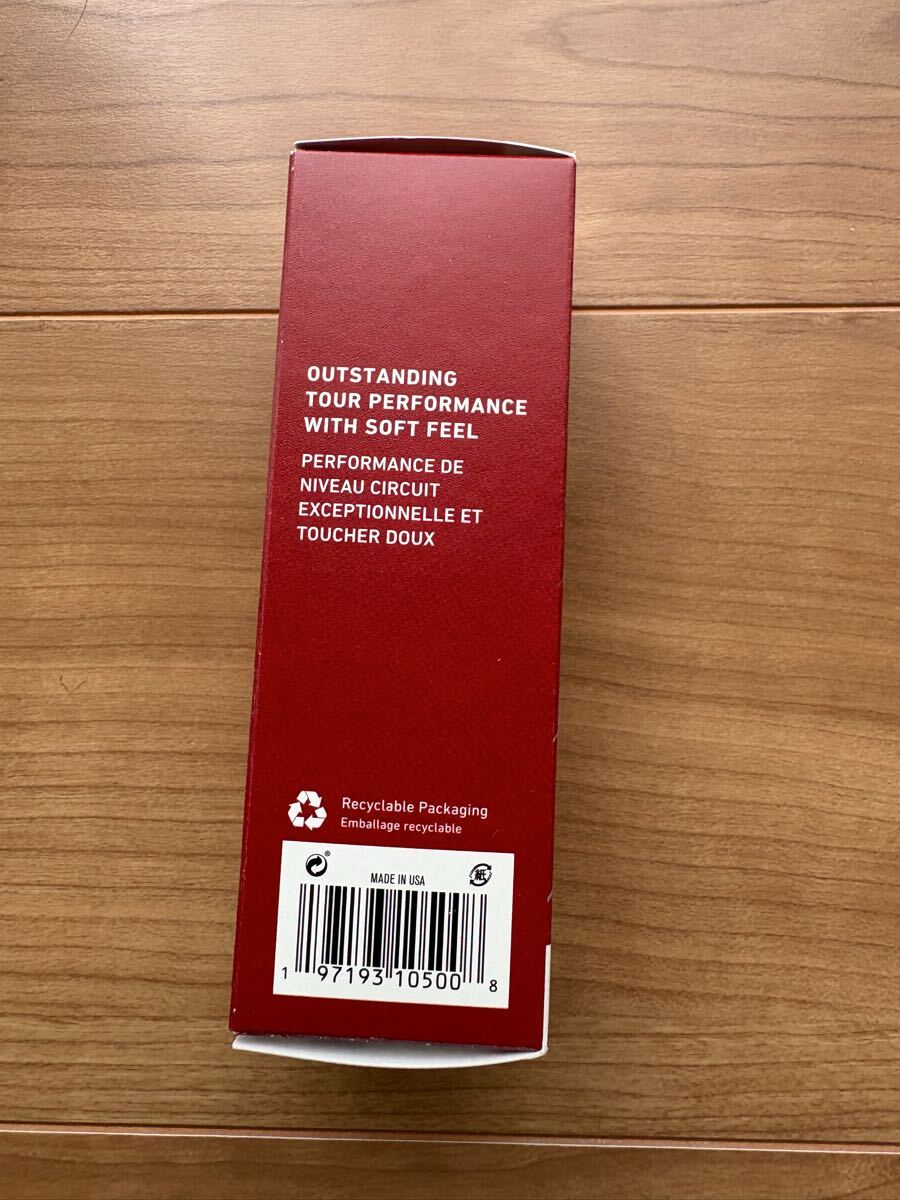 OUTSTANDING
TOUR PERFORMANCE
WITH SOFT FEEL
PERFORMANCE DE
NIVEAU CIRCUIT
EXCEPTIONNELLE ET
TOUCHER DOUX
Recyclable Packaging
Emballage recyclable
®
MADE IN USA
紙
1 97193 10500 8